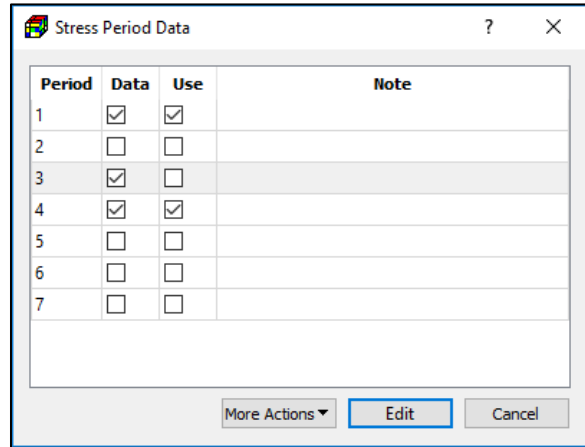 Stress Period Data ?
Period Data Use Note
1
2
3
4
5
6
7
More Actions Edit Cancel